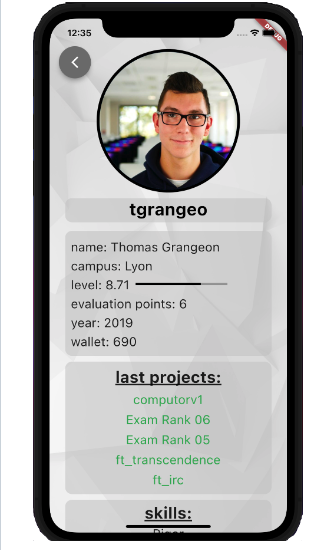 12:35
tgrangeo
name: Thomas Grangeon
campus: Lyon
level: 8.71
evaluation points: 6
year: 2019
wallet: 690
last projects:
computorv1
Exam Rank 06
Exam Rank 05
ft_transcendence
ft_irc
skills: